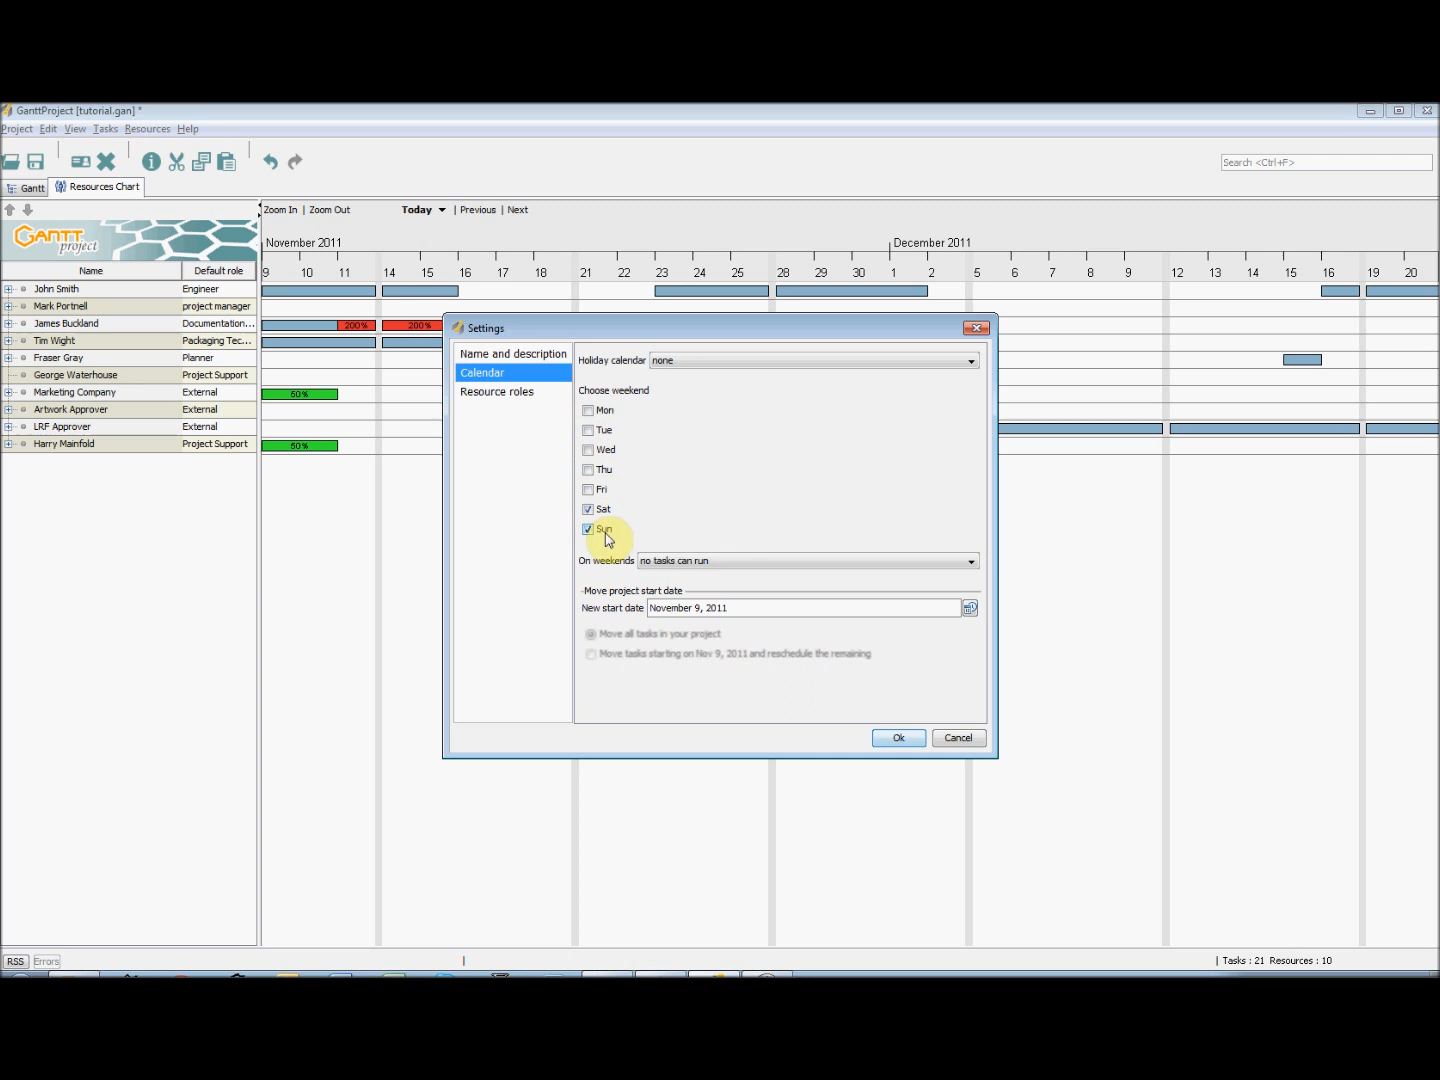 GanttProject [tutorial.gan] *
Project Edit View Tasks Resources Help
Search <Ctrl+F>
Gantt Resources Chart
Zoom In | Zoom Out Today | Previous | Next
GANTT project
November 2011 December 2011
Name Default role 9 10 11 14 15 16 17 18 21 22 23 24 25 28 29 30 1 2 5 6 7 8 9 12 13 14 15 16 19 20
John Smith Engineer
Mark Portnell project manager
James Buckland Documentation... 200% 200%
Tim Wight Packaging Tec...
Fraser Gray Planner
George Waterhouse Project Support
Marketing Company External 50%
Artwork Approver External
LRF Approver External
Harry Mainfold Project Support 50%
Settings
Name and description
Calendar
Resource roles
Holiday calendar none
Choose weekend
Mon
Tue
Wed
Thu
Fri
Sat
Sun
On weekends no tasks can run
Move project start date
New start date November 9, 2011
Move all tasks in your project
Move tasks starting on Nov 9, 2011 and reschedule the remaining
Ok Cancel
RSS Errors | | Tasks : 21 Resources : 10